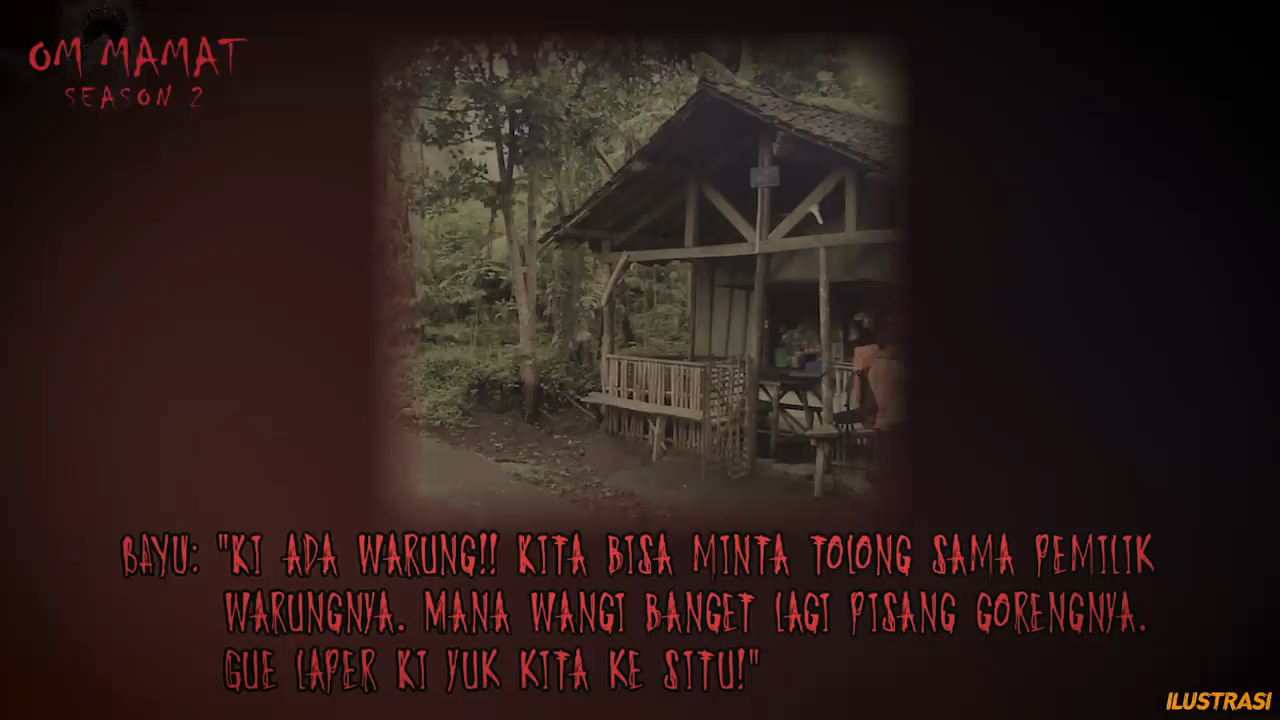 OM MAMAT
SEASON 2
BAYU: "KI ADA WARUNG!! KITA BISA MINTA TOLONG SAMA PEMILIK
WARUNGNYA. MANA WANGI BANGET LAGI PISANG GORENGNYA.
GUE LAPER KI YUK KITA KE SITU!"
ILUSTRASI